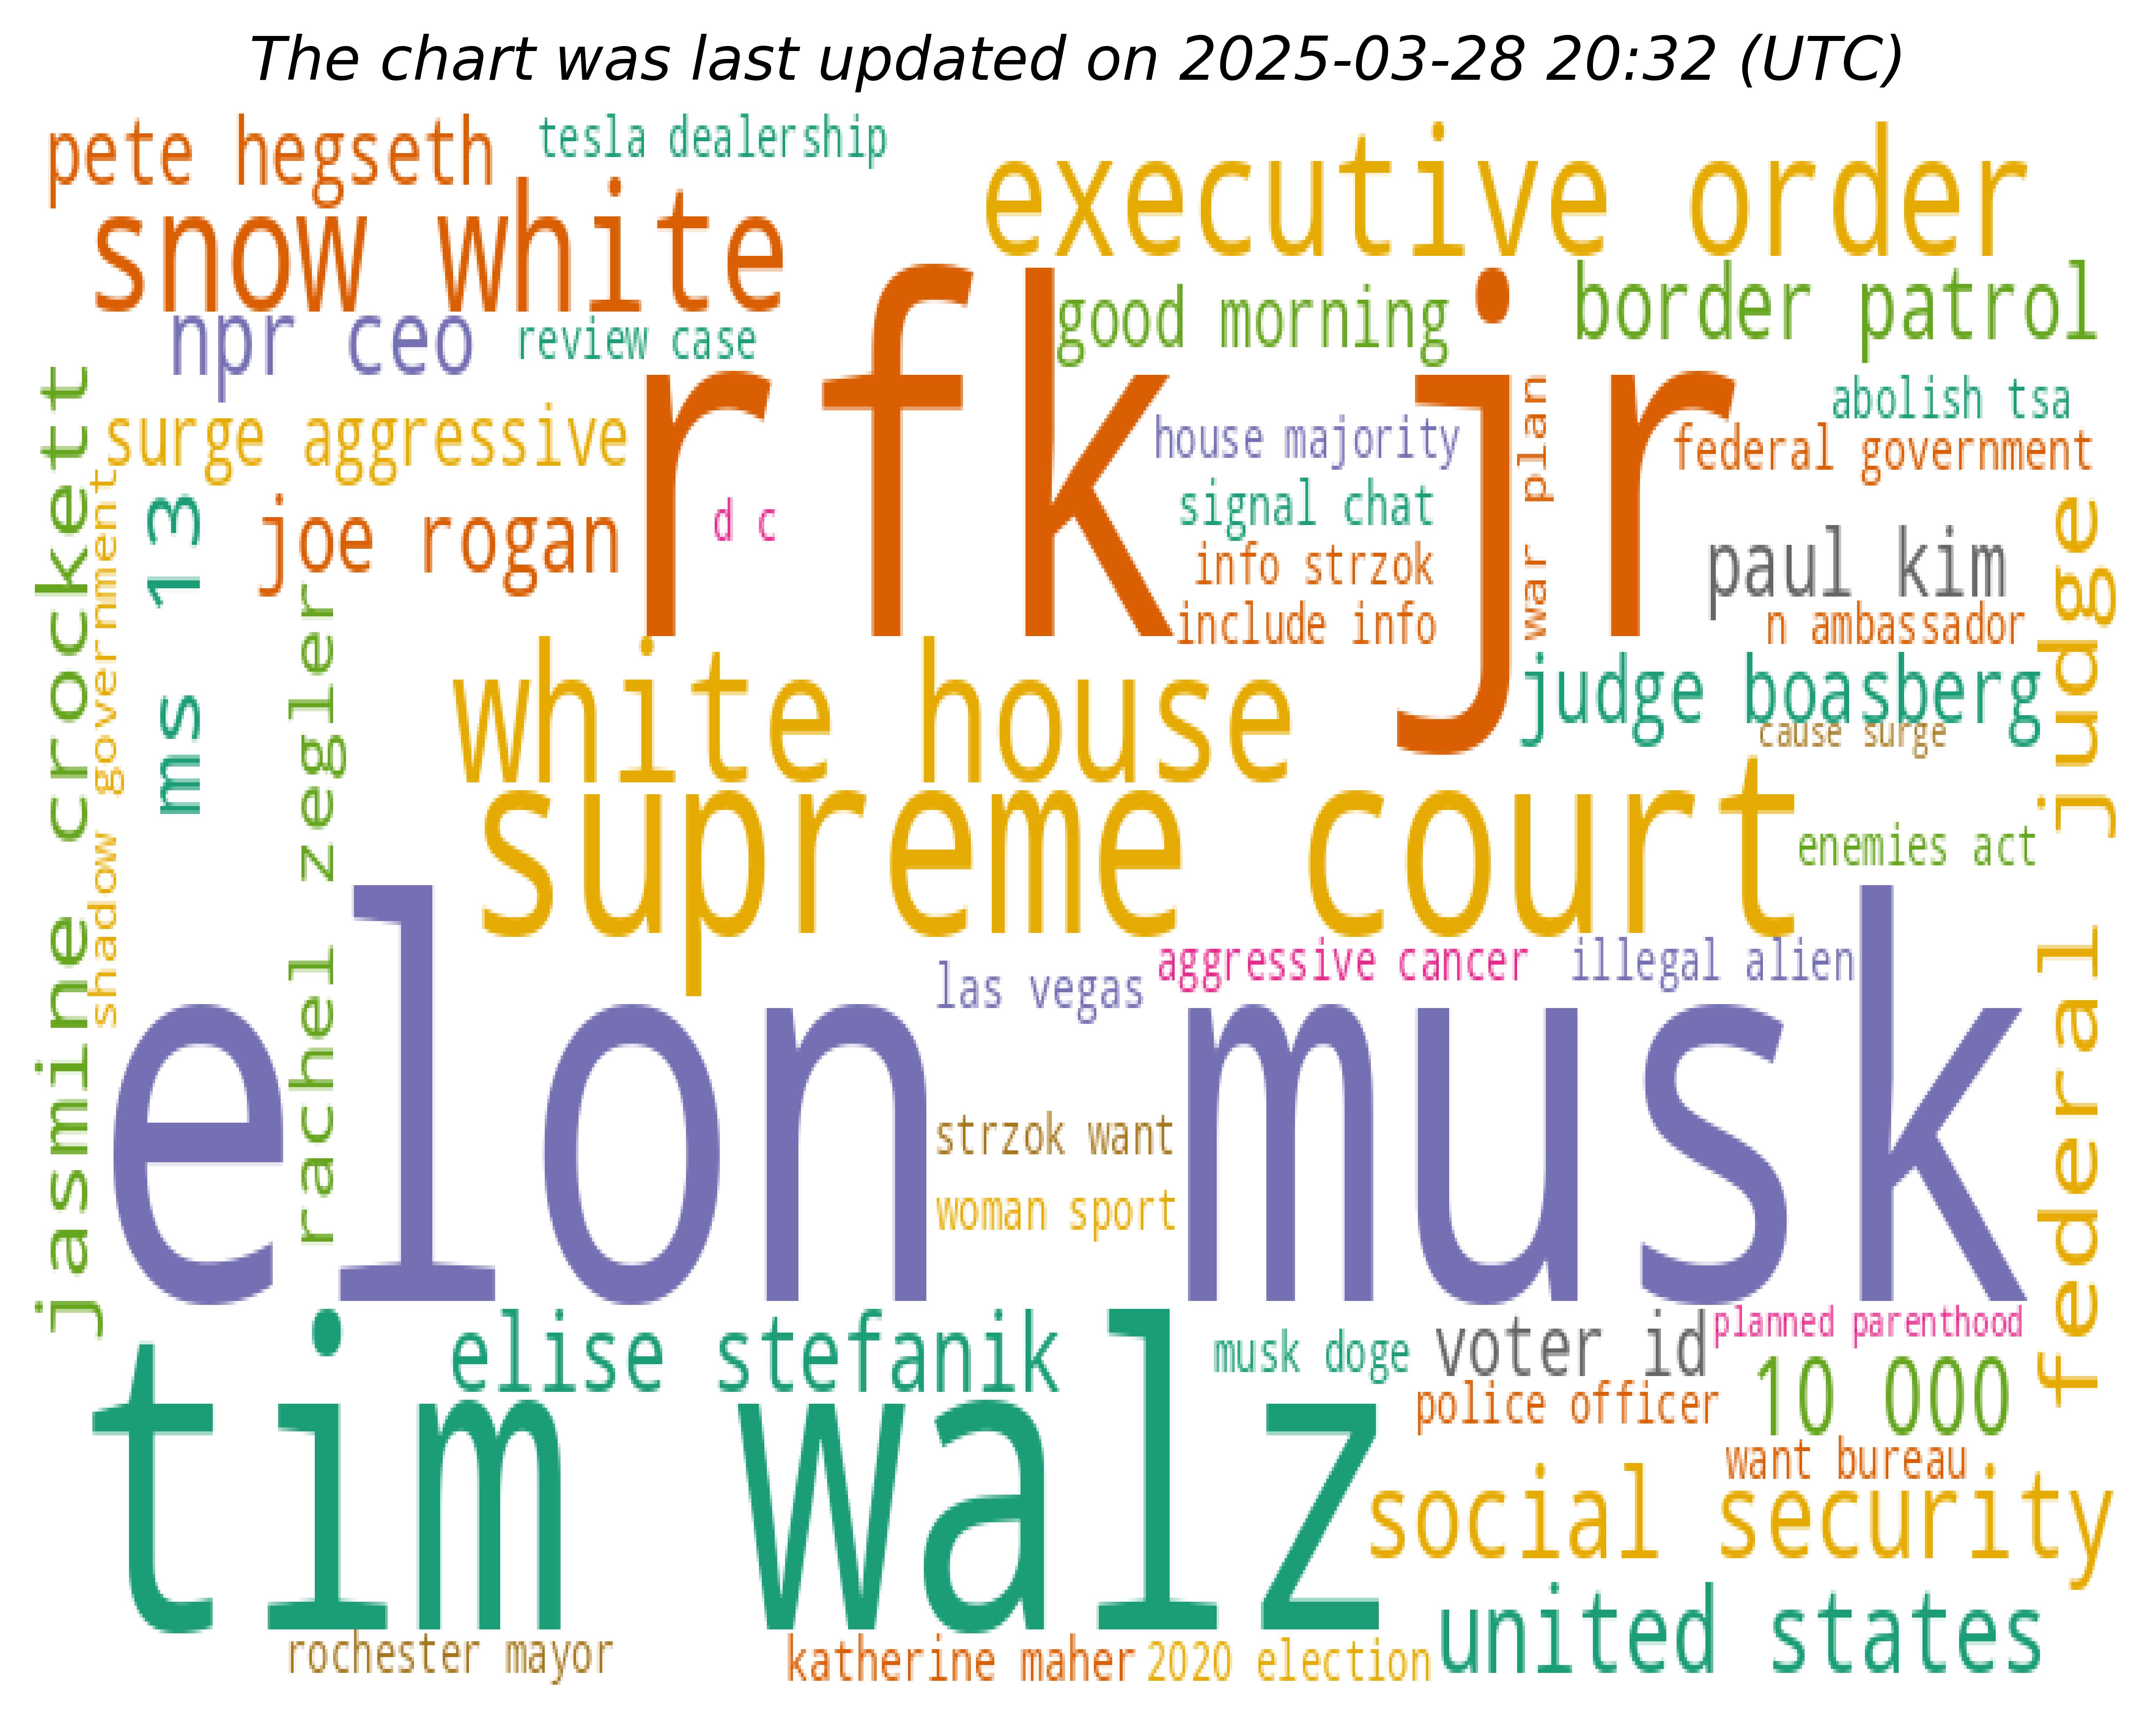 The chart was last updated on 2025-03-28 20:32 (UTC)
pete hegseth
tesla dealership
executive order
snow white
border patrol
good morning
npr ceo
review case
rfk jr
abolish tsa
surge aggressive
house majority
war plan
federal government
jasmine crockett
shadow government
ms 13
joe rogan
d c
signal chat
info strzok
paul kim
include info
n ambassador
federal judge
rachel zegler
white house
judge boasberg
cause surge
supreme court
enemies act
aggressive cancer
illegal alien
las vegas
elon musk
strzok want
woman sport
elise stefanik
musk doge
voter id
planned parenthood
police officer
10 000
tim walz
want bureau
social security
united states
rochester mayor
katherine maher
2020 election